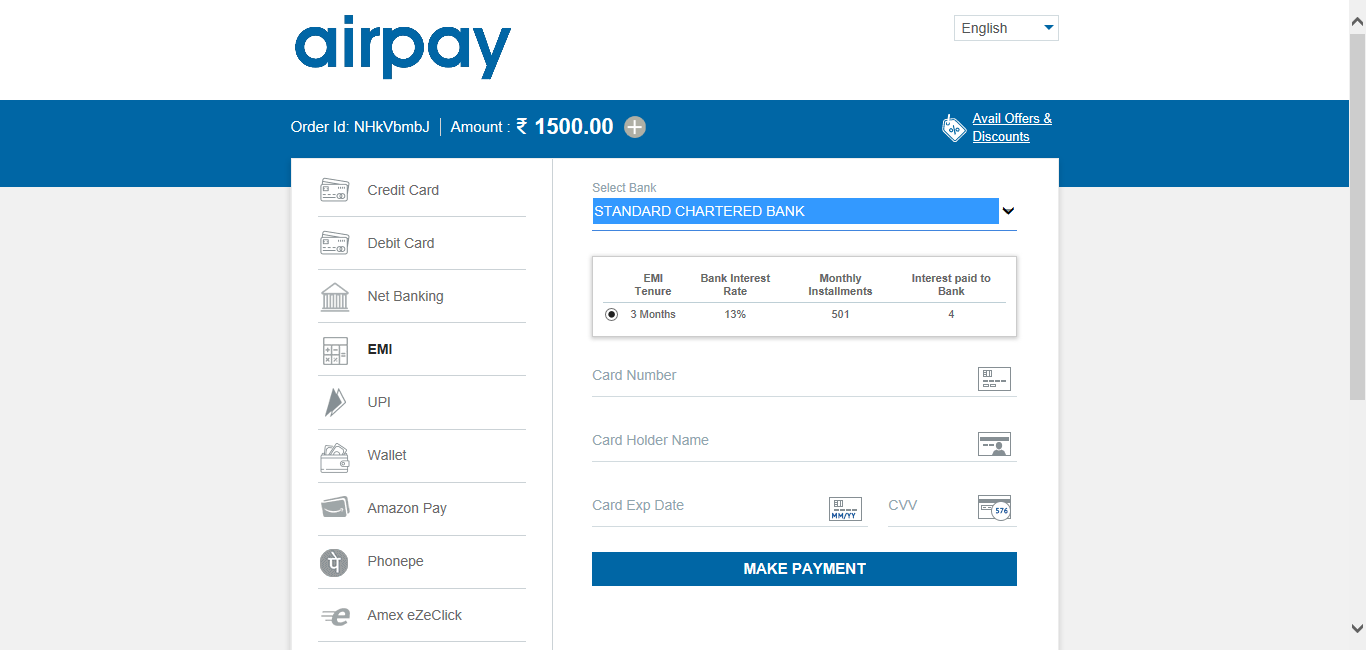 airpay
English
Order Id: NHkVbmbJ | Amount : ₹ 1500.00
Avail Offers &
Discounts
Credit Card
Debit Card
Net Banking
EMI
UPI
Wallet
Amazon Pay
Phonepe
Amex eZeClick
Select Bank
STANDARD CHARTERED BANK
EMI Tenure Bank Interest Rate Monthly Installments Interest paid to Bank
3 Months 13% 501 4
Card Number
Card Holder Name
Card Exp Date MM/YY CVV 576
MAKE PAYMENT